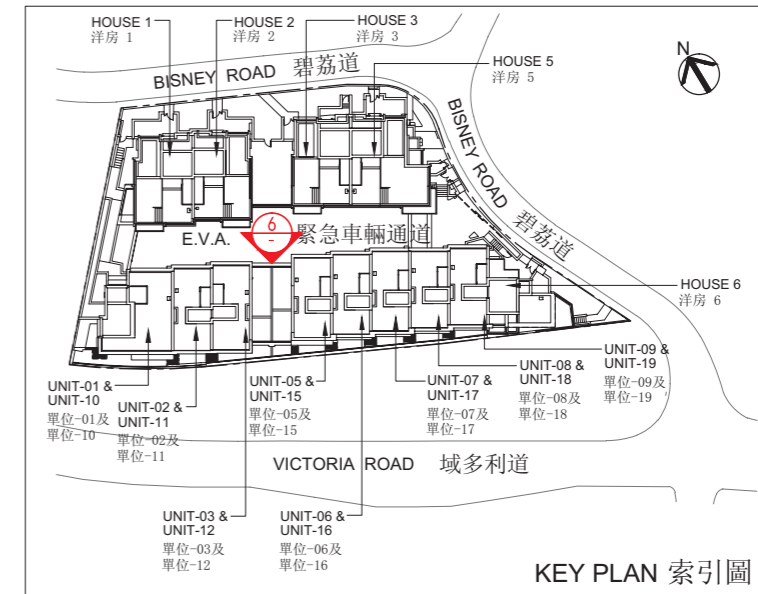 HOUSE 1
洋房 1
HOUSE 2
洋房 2
HOUSE 3
洋房 3
HOUSE 5
洋房 5
N
BISNEY ROAD 碧荔道
BISNEY ROAD 碧荔道
6
-
E.V.A. 緊急車輛通道
HOUSE 6
洋房 6
UNIT-01 &
UNIT-10
單位-01及
單位-10
UNIT-02 &
UNIT-11
單位-02及
單位-11
UNIT-05 &
UNIT-15
單位-05及
單位-15
UNIT-07 &
UNIT-17
單位-07及
單位-17
UNIT-08 &
UNIT-18
單位-08及
單位-18
UNIT-09 &
UNIT-19
單位-09及
單位-19
VICTORIA ROAD 域多利道
UNIT-03 &
UNIT-12
單位-03及
單位-12
UNIT-06 &
UNIT-16
單位-06及
單位-16
KEY PLAN 索引圖